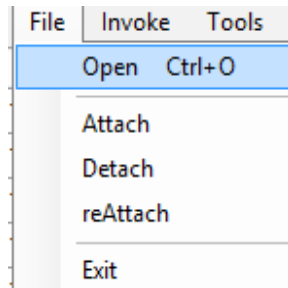 File Invoke Tools
Open Ctrl+O
Attach
Detach
reAttach
Exit